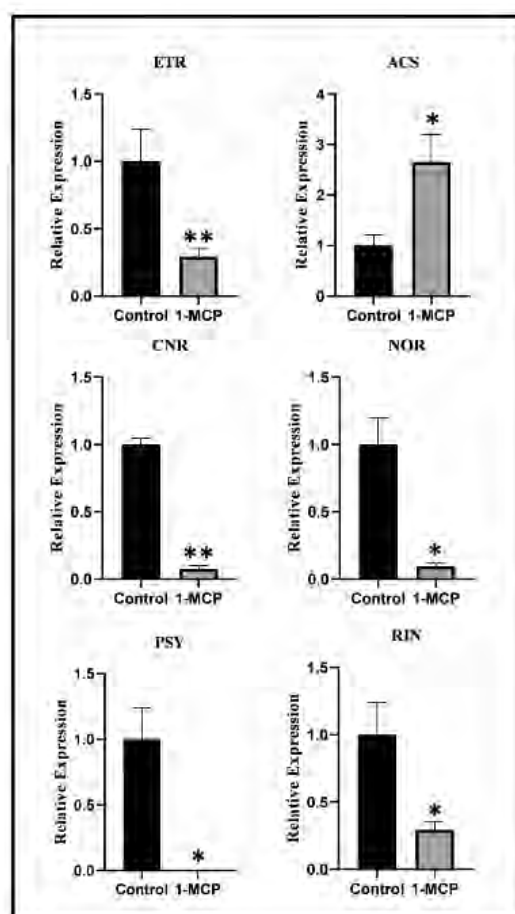 ETR
Relative Expression
1.5
1.0
0.5
0.0
**
Control 1-MCP
ACS
Relative Expression
4
3
2
1
0
*
Control 1-MCP
CNR
Relative Expression
1.5
1.0
0.5
0.0
**
Control 1-MCP
NOR
Relative Expression
1.5
1.0
0.5
0.0
*
Control 1-MCP
PSY
Relative Expression
1.5
1.0
0.5
0.0
*
Control 1-MCP
RIN
Relative Expression
1.5
1.0
0.5
0.0
*
Control 1-MCP